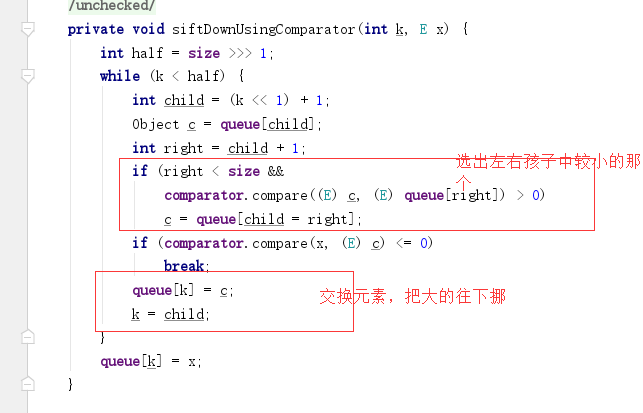 /unchecked/
private void siftDownUsingComparator(int k, E x) {
int half = size >>> 1;
while (k < half) {
int child = (k << 1) + 1;
Object c = queue[child];
int right = child + 1;
if (right < size &&
选出左右孩子中较小的那个
comparator.compare((E) c, (E) queue[right]) > 0)
c = queue[child = right];
if (comparator.compare(x, (E) c) <= 0)
break;
queue[k] = c;
交换元素，把大的往下挪
k = child;
}
queue[k] = x;
}